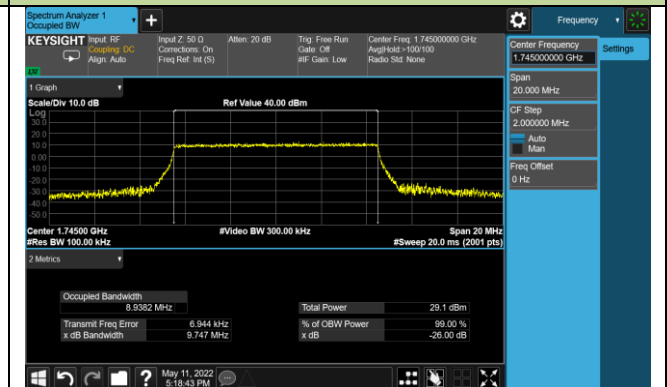 Spectrum Analyzer 1
Occupied BW
+
Frequency
KEYSIGHT
Input: RF
Coupling: DC
Align: Auto
Input Z: 50 Ω
Corrections: On
Freq Ref: Int (S)
Atten: 20 dB
Trig: Free Run
Gate: Off
#IF Gain: Low
Center Freq: 1.745000000 GHz
Avg|Hold:>100/100
Radio Std: None
Center Frequency
1.745000000 GHz
Settings
Span
20.000 MHz
CF Step
2.000000 MHz
Auto
Man
Freq Offset
0 Hz
1 Graph
Scale/Div 10.0 dB
Ref Value 40.00 dBm
Log
30.0
20.0
10.0
0.00
-10.0
-20.0
-30.0
-40.0
-50.0
Center 1.74500 GHz
#Video BW 300.00 kHz
Span 20 MHz
#Res BW 100.00 kHz
#Sweep 20.0 ms (2001 pts)
2 Metrics
Occupied Bandwidth
8.9382 MHz
Total Power
29.1 dBm
Transmit Freq Error
6.944 kHz
% of OBW Power
99.00 %
x dB Bandwidth
9.747 MHz
x dB
-26.00 dB
?
May 11, 2022
5:18:43 PM